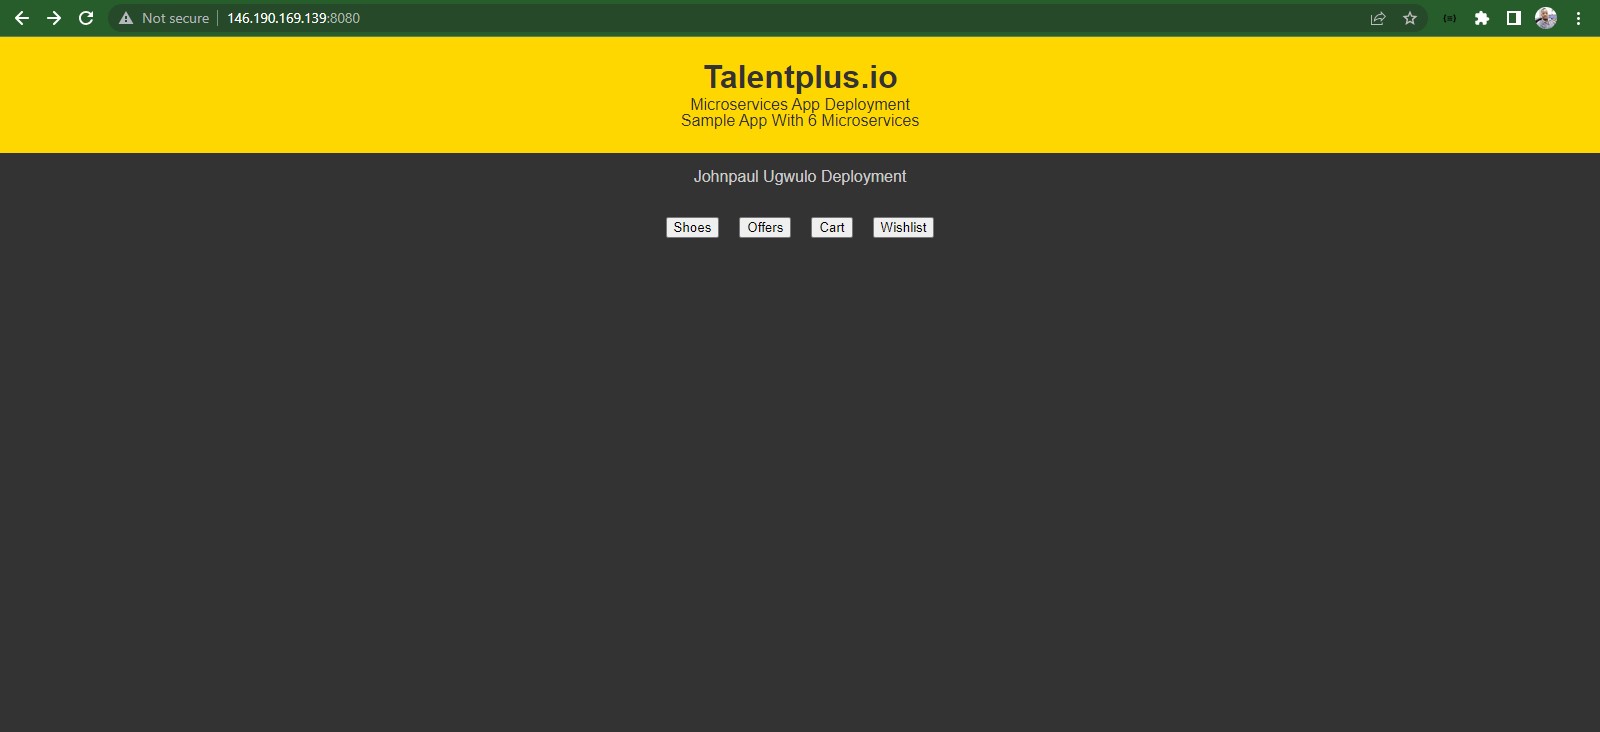 Not secure
146.190.169.139:8080
Talentplus.io
Microservices App Deployment
Sample App With 6 Microservices
Johnpaul Ugwulo Deployment
Shoes
Offers
Cart
Wishlist